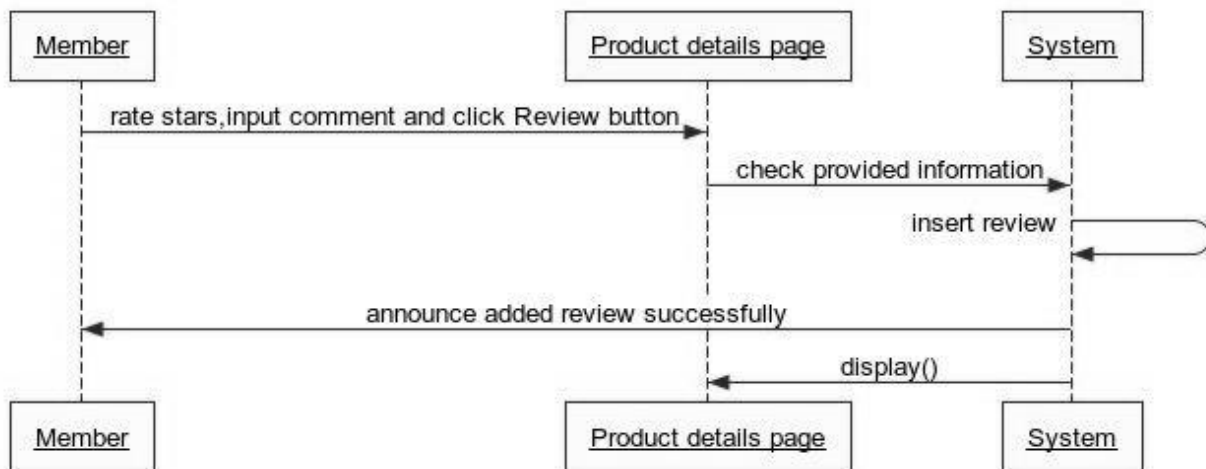 Member
Product details page
System
rate stars,input comment and click Review button
check provided information
insert review
announce added review successfully
display()
Member
Product details page
System